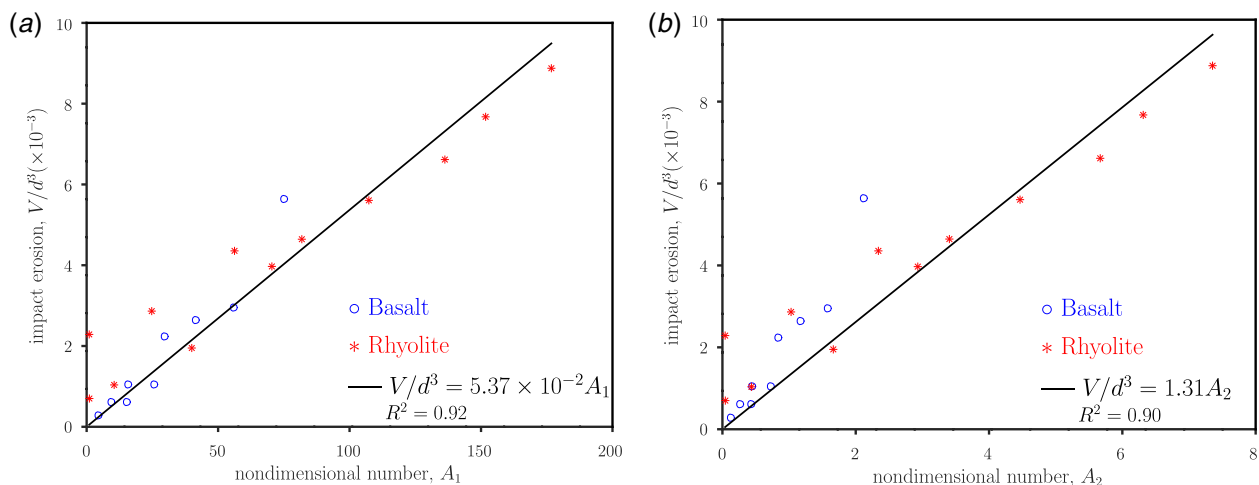 (a)
10
8
6
4
2
0
impact erosion, V/d³(×10⁻³)
Basalt
Rhyolite
V/d³ = 5.37 × 10⁻²A₁
R² = 0.92
0 50 100 150 200
nondimensional number, A₁
(b)
10
8
6
4
2
0
impact erosion, V/d³(×10⁻³)
Basalt
Rhyolite
V/d³ = 1.31A₂
R² = 0.90
0 2 4 6 8
nondimensional number, A₂